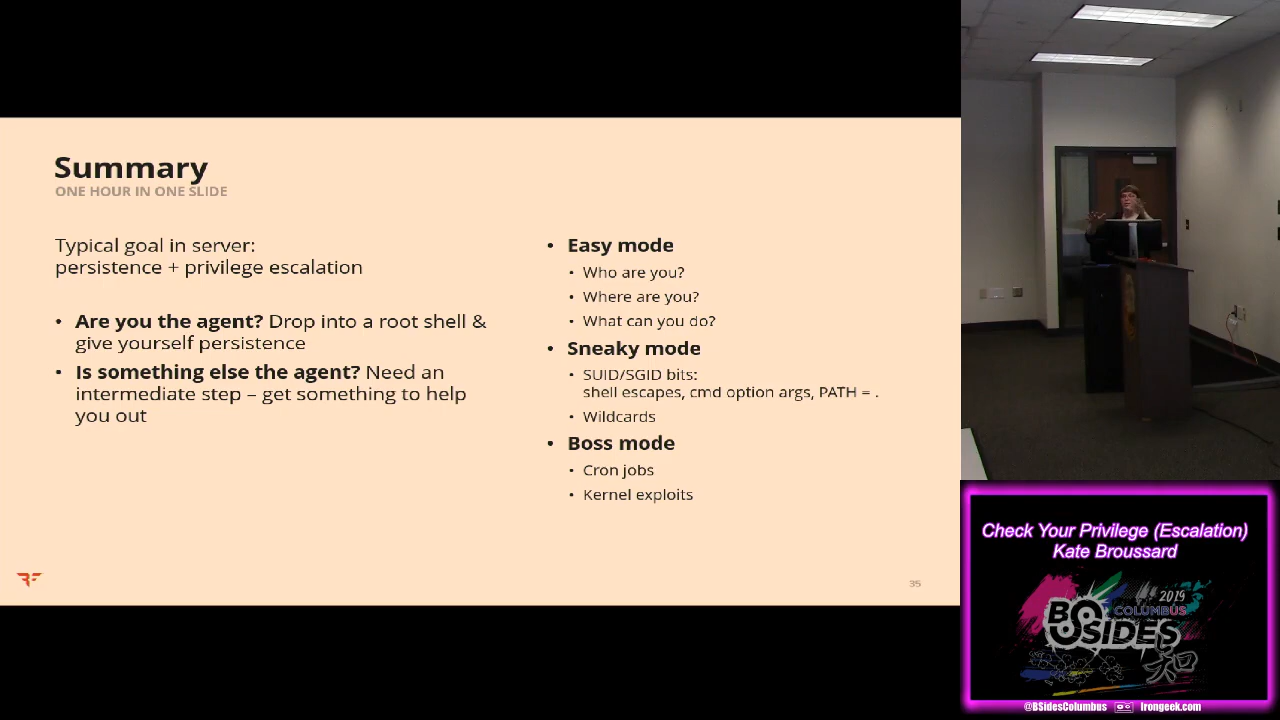 Summary
ONE HOUR IN ONE SLIDE
Typical goal in server:
persistence + privilege escalation
• Are you the agent? Drop into a root shell &
give yourself persistence
• Is something else the agent? Need an
intermediate step – get something to help
you out
• Easy mode
• Who are you?
• Where are you?
• What can you do?
• Sneaky mode
• SUID/SGID bits:
shell escapes, cmd option args, PATH = .
• Wildcards
• Boss mode
• Cron jobs
• Kernel exploits
35
Check Your Privilege (Escalation)
Kate Broussard
2019
COLUMBUS
BSIDES
知
@BSidesColumbus
Irongeek.com